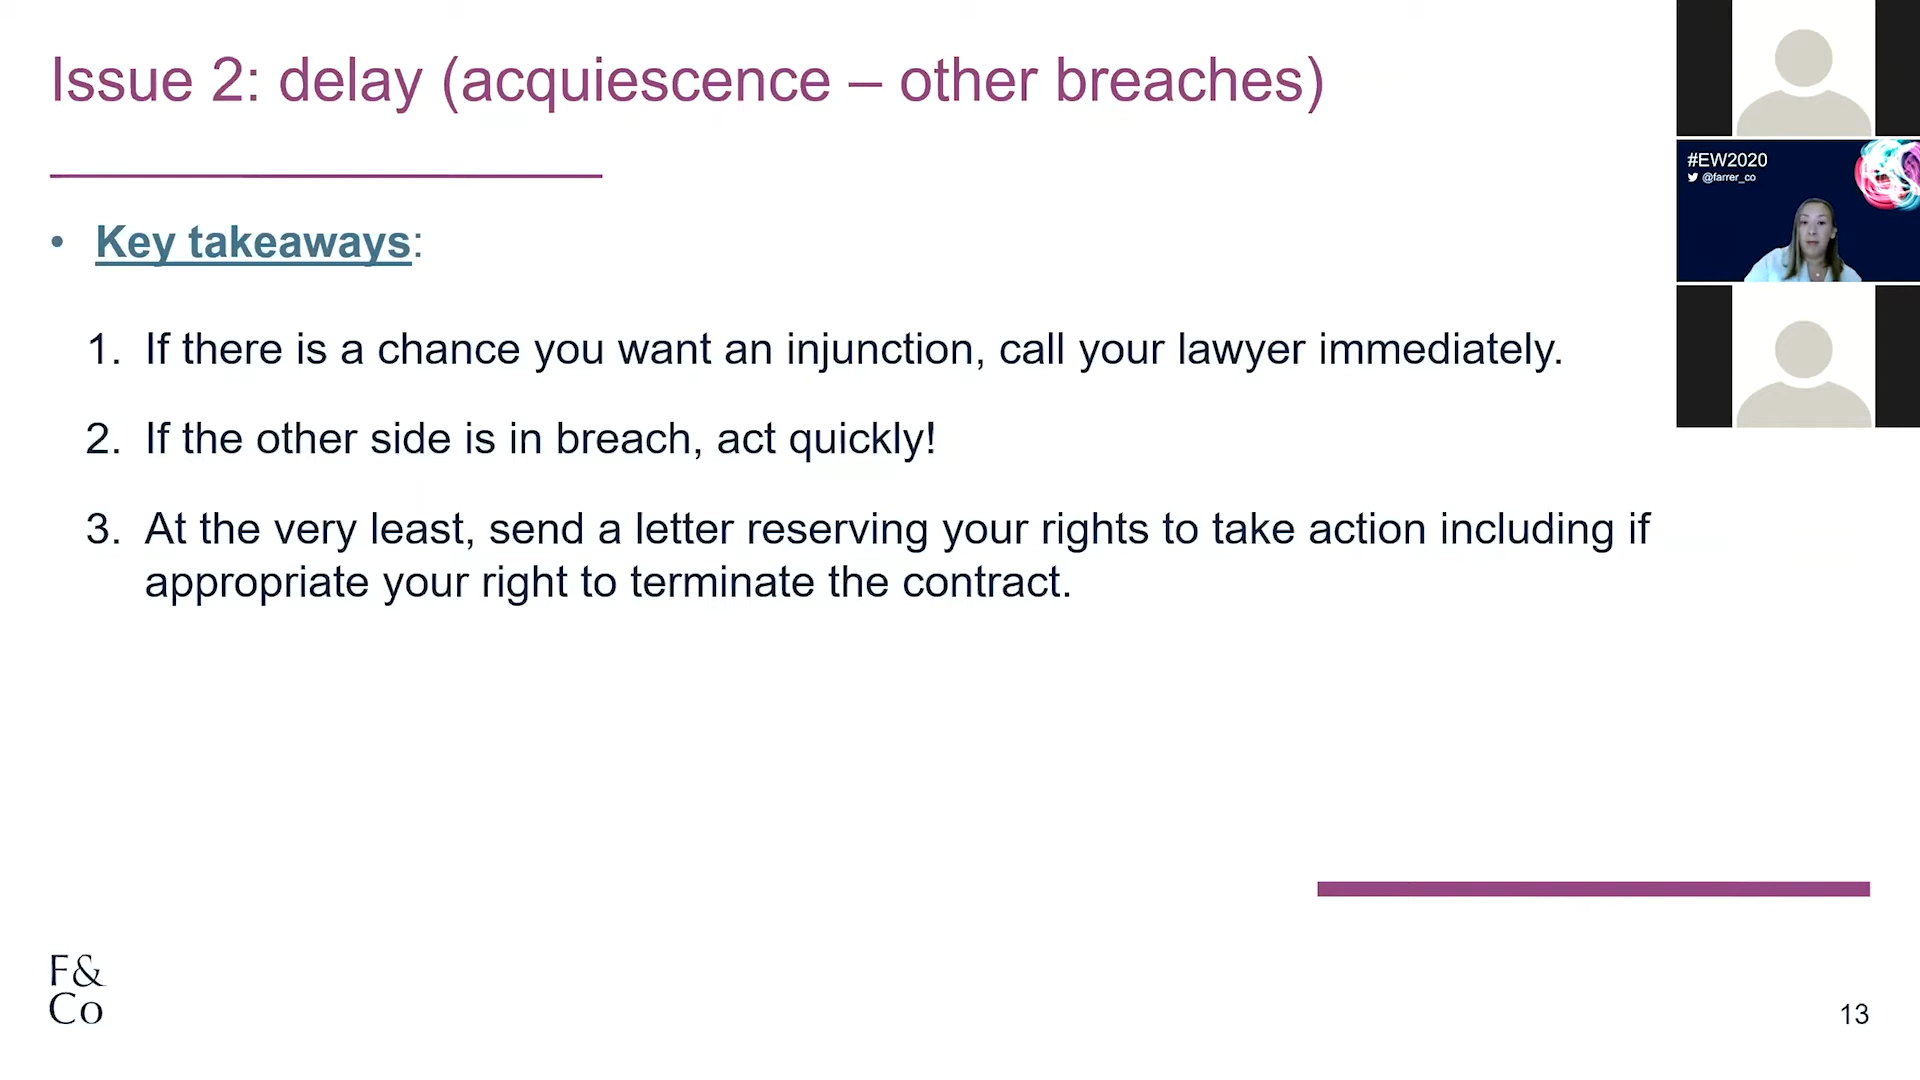 Issue 2: delay (acquiescence – other breaches)
• Key takeaways:
1. If there is a chance you want an injunction, call your lawyer immediately.
2. If the other side is in breach, act quickly!
3. At the very least, send a letter reserving your rights to take action including if
appropriate your right to terminate the contract.
#EW2020
@farrer_co
F&
Co
13